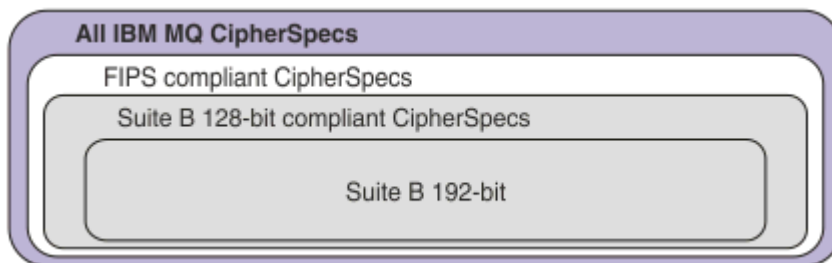 All IBM MQ CipherSpecs
FIPS compliant CipherSpecs
Suite B 128-bit compliant CipherSpecs
Suite B 192-bit